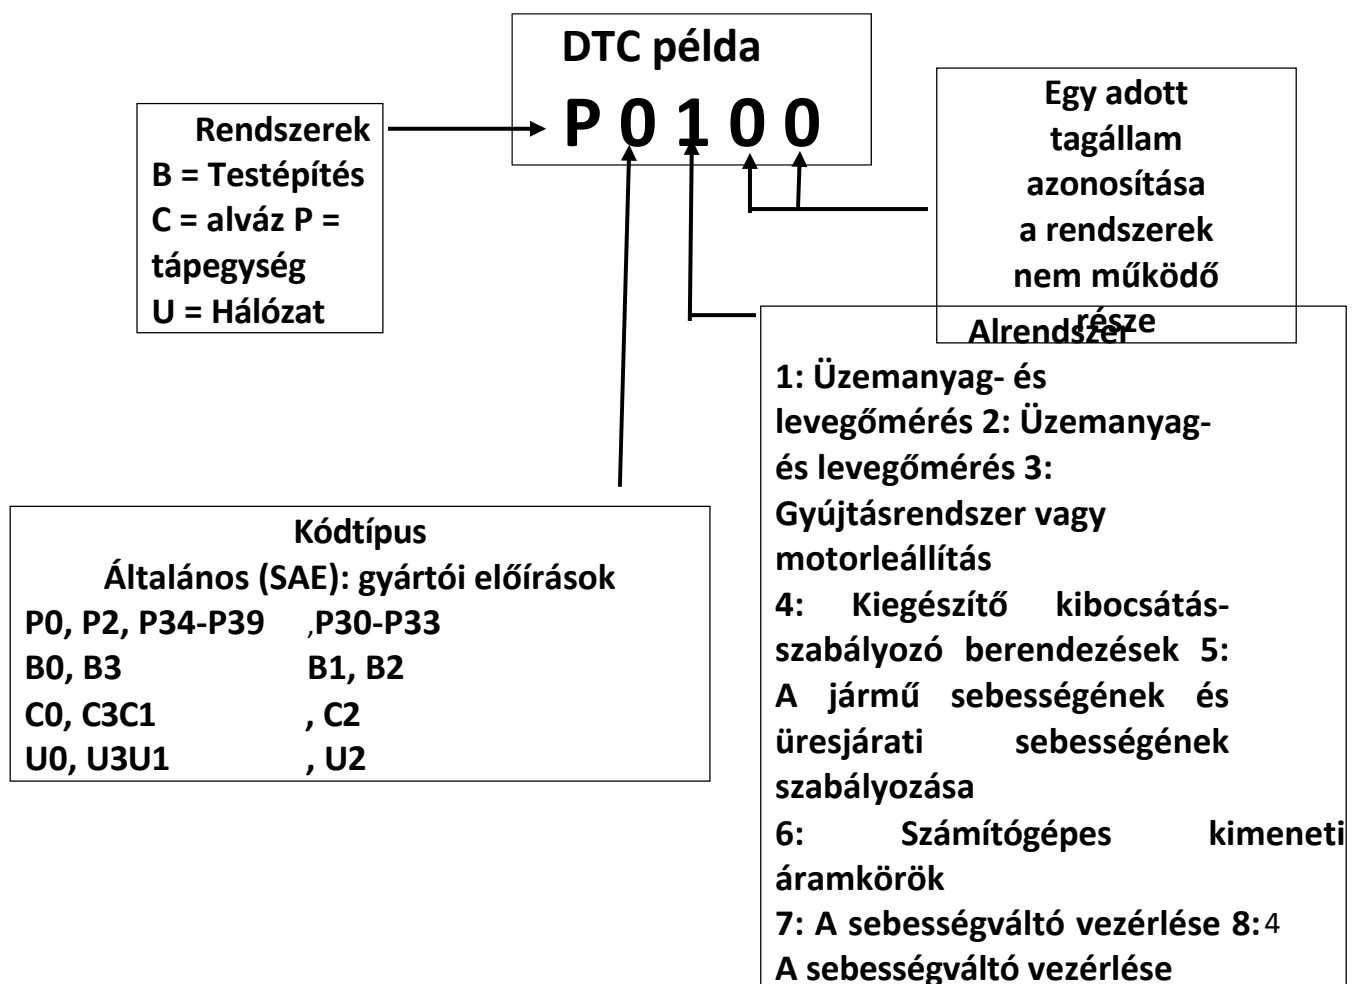 DTC példa
P 0 1 0 0
Rendszerek
B = Testépítés
C = alváz P =
tápegység
U = Hálózat
Egy adott
tagállam
azonosítása
a rendszerek
nem működő
része
Alrendszer
1: Üzemanyag- és
levegőmérés 2: Üzemanyag-
és levegőmérés 3:
Gyújtásrendszer vagy
motorleállítás
4: Kiegészítő kibocsátás-
szabályozó berendezések 5:
A jármű sebességének és
üresjárati sebességének
szabályozása
6: Számítógépes kimeneti
áramkörök
7: A sebességváltó vezérlése 8:
A sebességváltó vezérlése
4
Kódtípus
Általános (SAE): gyártói előírások
P0, P2, P34-P39 ,P30-P33
B0, B3 B1, B2
C0, C3C1 , C2
U0, U3U1 , U2